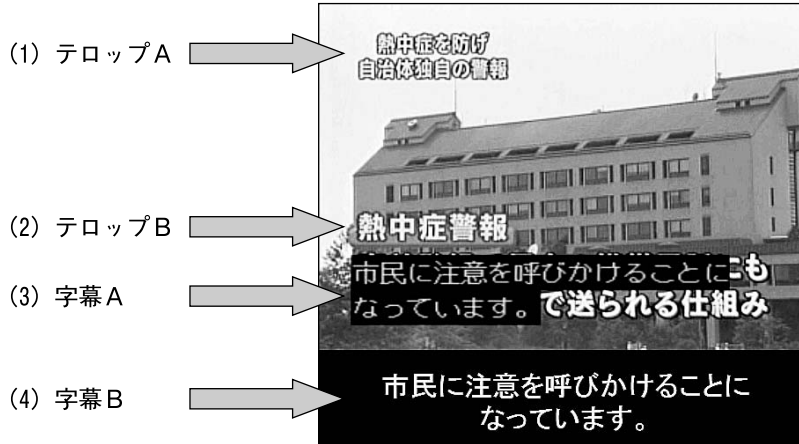 (1) テロップA
熱中症を防げ
自治体独自の警報
(2) テロップB
熱中症警報
市民に注意を呼びかけることに
にも
(3) 字幕A
なっています。
で送られる仕組み
(4) 字幕B
市民に注意を呼びかけることに
なっています。